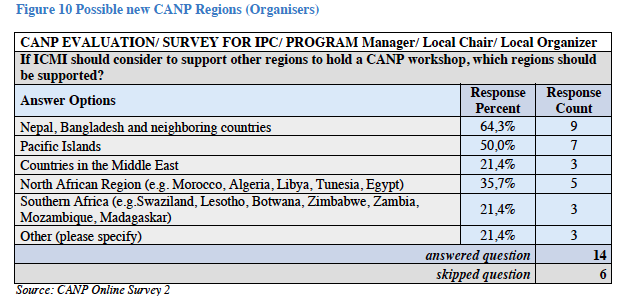 Figure 10 Possible new CANP Regions (Organisers)
CANP EVALUATION/ SURVEY FOR IPC/ PROGRAM Manager/ Local Chair/ Local Organizer
If ICMI should consider to support other regions to hold a CANP workshop, which regions should
be supported?
Answer Options Response Percent Response Count
Nepal, Bangladesh and neighboring countries 64,3% 9
Pacific Islands 50,0% 7
Countries in the Middle East 21,4% 3
North African Region (e.g. Morocco, Algeria, Libya, Tunesia, Egypt) 35,7% 5
Southern Africa (e.g.Swaziland, Lesotho, Botswana, Zimbabwe, Zambia,
Mozambique, Madagaskar) 21,4% 3
Other (please specify) 21,4% 3
answered question 14
skipped question 6
Source: CANP Online Survey 2